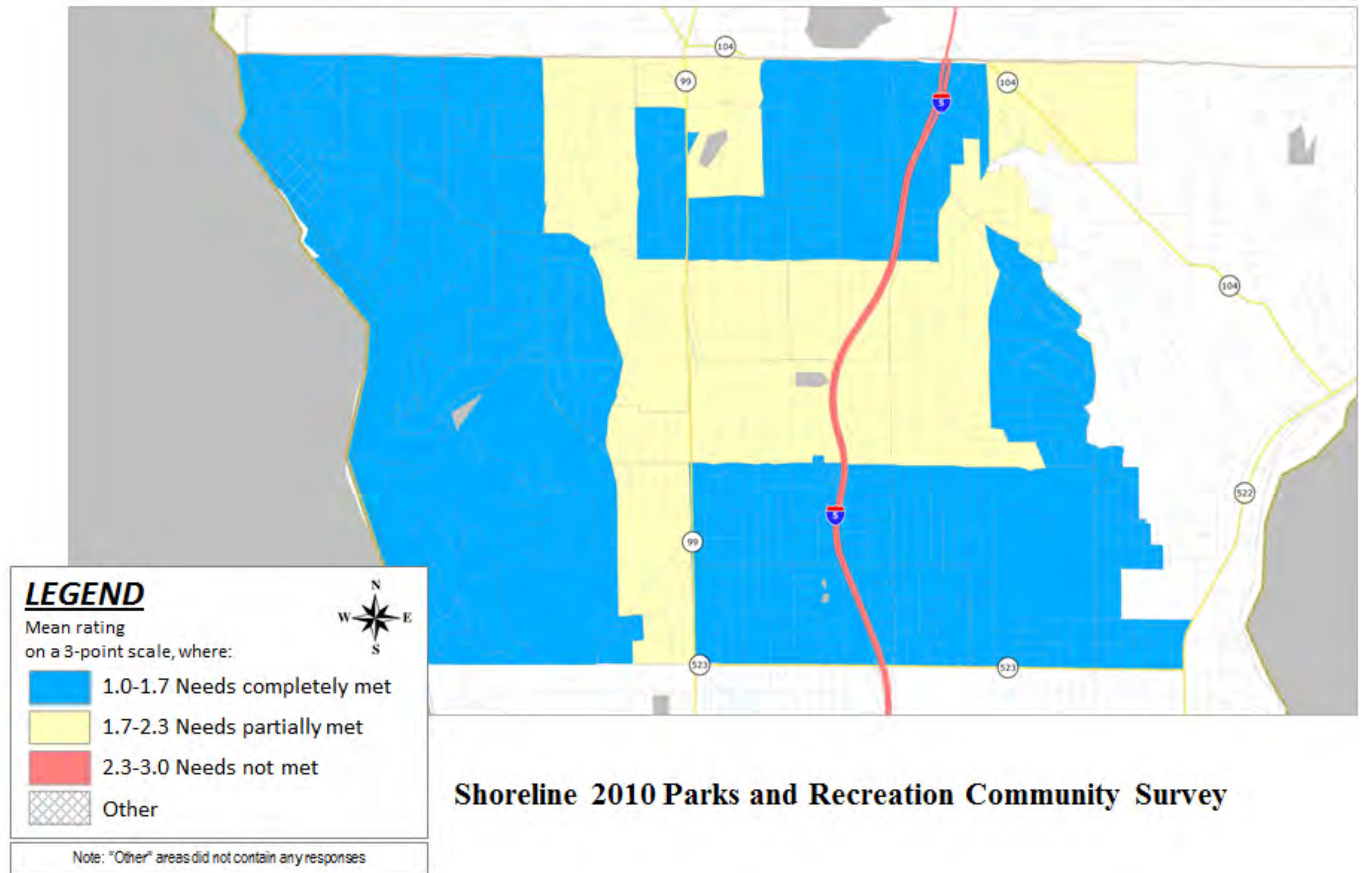 104
99
5
104
104
522
5
99
523
523
LEGEND
N
W E
S
Mean rating
on a 3-point scale, where:
1.0-1.7 Needs completely met
1.7-2.3 Needs partially met
2.3-3.0 Needs not met
Other
Note: "Other" areas did not contain any responses
Shoreline 2010 Parks and Recreation Community Survey